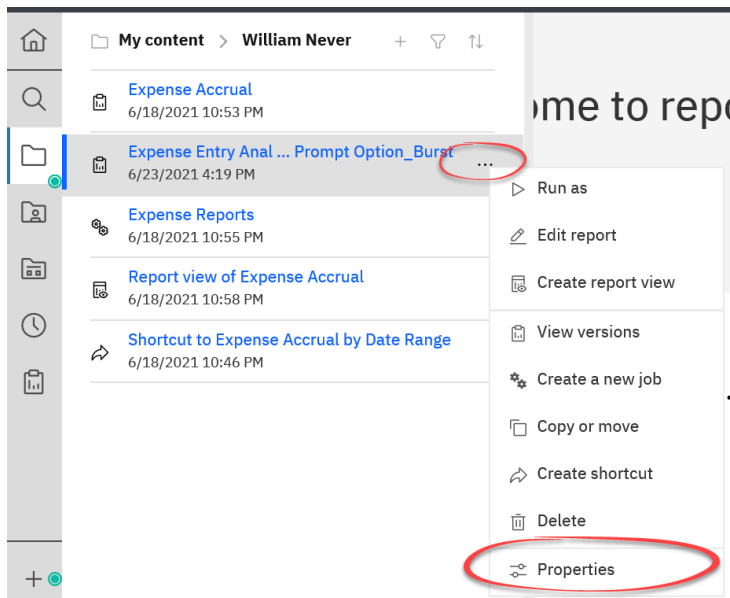 My content > William Never
Expense Accrual
6/18/2021 10:53 PM
ome to repo
Expense Entry Anal ... Prompt Option_Burst
6/23/2021 4:19 PM
...
Expense Reports
6/18/2021 10:55 PM
Report view of Expense Accrual
6/18/2021 10:58 PM
Shortcut to Expense Accrual by Date Range
6/18/2021 10:46 PM
Run as
Edit report
Create report view
View versions
Create a new job
Copy or move
Create shortcut
Delete
Properties